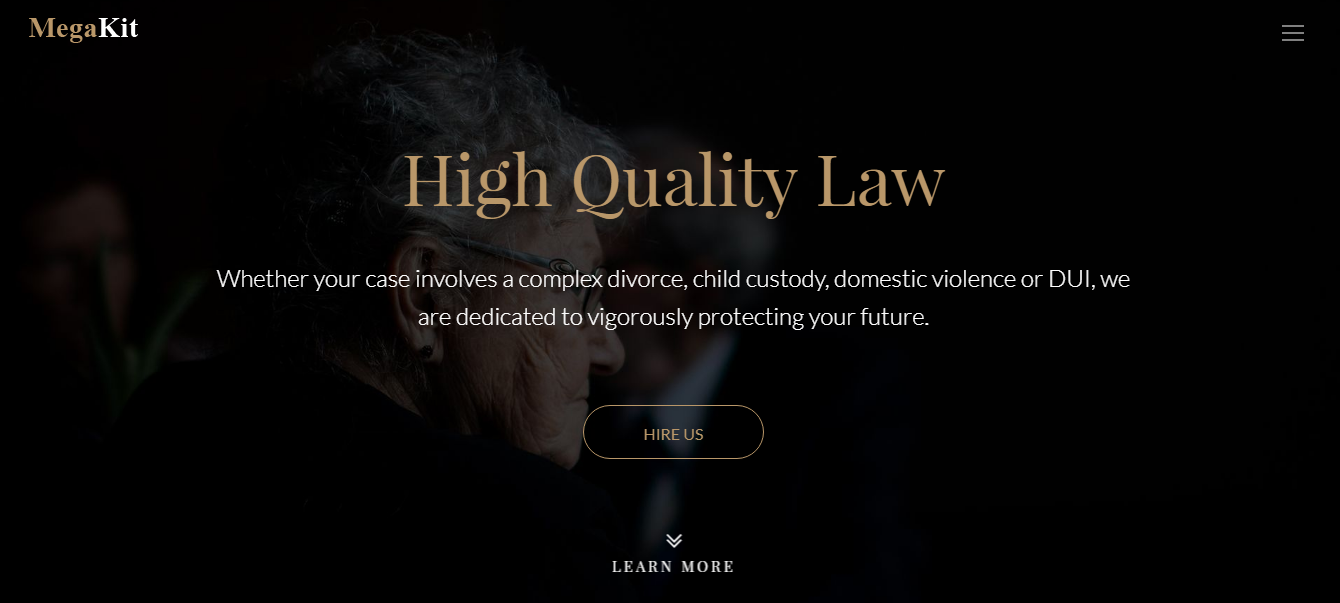 MegaKit
High Quality Law
Whether your case involves a complex divorce, child custody, domestic violence or DUI, we
are dedicated to vigorously protecting your future.
HIRE US
LEARN MORE